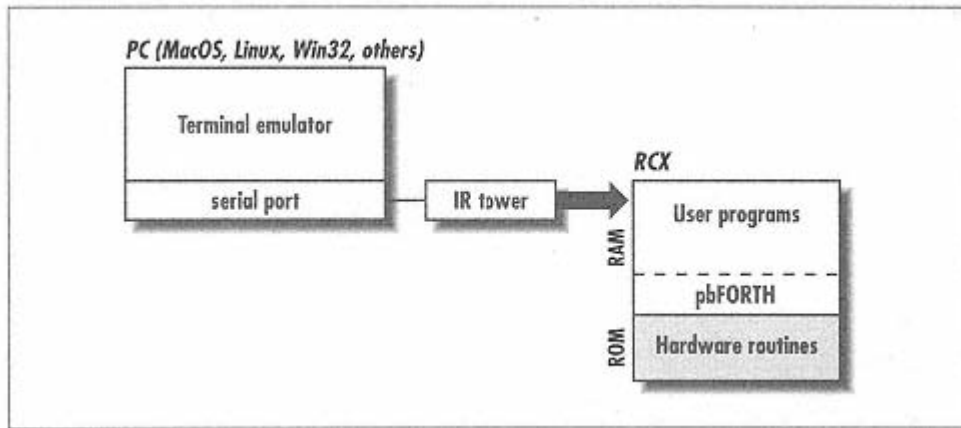 PC (MacOS, Linux, Win32, others)
Terminal emulator
serial port
IR tower
RCX
User programs
RAM
pbFORTH
ROM
Hardware routines